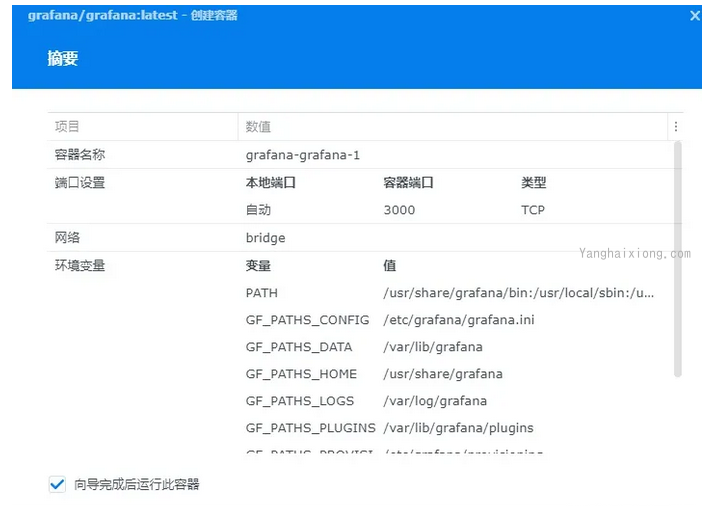 grafana/grafana:latest - 创建容器
摘要
项目 数值
容器名称 grafana-grafana-1
端口设置 本地端口 容器端口 类型
自动 3000 TCP
网络 bridge
Yanghaixiong.com
环境变量 变量 值
PATH /usr/share/grafana/bin:/usr/local/sbin:/u...
GF_PATHS_CONFIG /etc/grafana/grafana.ini
GF_PATHS_DATA /var/lib/grafana
GF_PATHS_HOME /usr/share/grafana
GF_PATHS_LOGS /var/log/grafana
GF_PATHS_PLUGINS /var/lib/grafana/plugins
向导完成后运行此容器